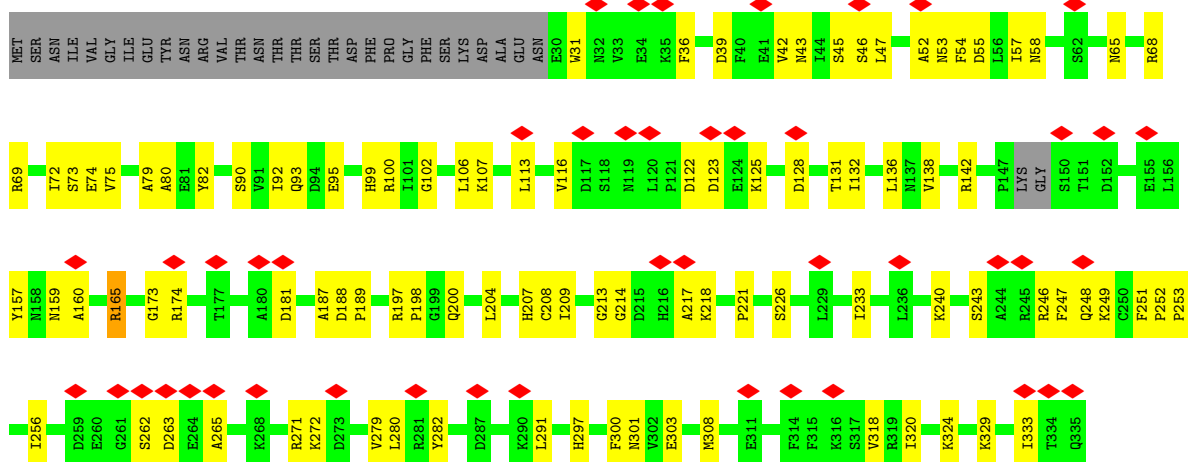 MET SER ASN ILE VAL GLY ILE GLU TYR ASN ARG VAL THR ASN THR THR SER THR ASP PHE PRO GLY PHE SER LYS ASP ALA GLU ASN E30 W31 N32 V33 E34 K35 F36 D39 F40 E41 V42 N43 I44 S45 S46 L47 A52 N53 F54 D55 L56 I57 N58 S62 N65 R68
R69 I72 S73 E74 V75 A79 A80 E81 Y82 S90 V91 I92 Q93 D94 E95 H99 R100 I101 G102 L106 K107 L113 V116 D117 S118 N119 L120 P121 D122 D123 E124 K125 D128 T131 I132 L136 N137 V138 R142 P147 LYS GLY S150 T151 D152 E155 L156
Y157 N158 N159 A160 R165 G173 R174 T177 A180 D181 A187 D188 P189 R197 P198 G199 Q200 L204 H207 C208 I209 G213 G214 D215 H216 A217 K218 P221 S226 L229 I233 L236 K240 S243 A244 R245 R246 F247 Q248 K249 C250 F251 P252 P253
I256 D259 E260 G261 S262 D263 E264 A265 K268 R271 K272 D273 V279 L280 R281 Y282 D287 K290 L291 H297 F300 N301 V302 E303 M308 E311 F314 F315 K316 S317 V318 R319 I320 K324 K329 I333 T334 Q335